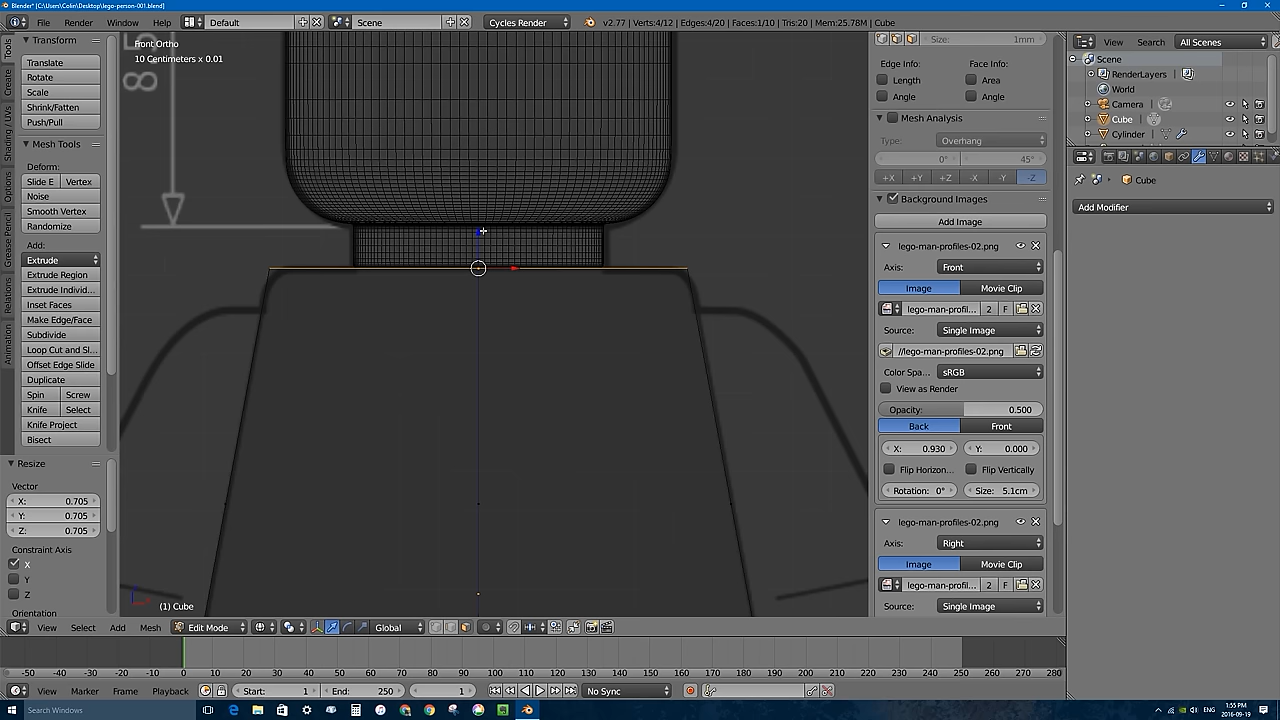 Blender* [C:\Users\Colin\Desktop\lego-person-001.blend]
File Render Window Help Default Scene Cycles Render v2.77 | Verts:4/12 | Edges:4/20 | Faces:1/10 | Tris:20 | Mem:25.78M | Cube
Transform
Translate
Rotate
Scale
Shrink/Fatten
Push/Pull
Mesh Tools
Deform:
Slide E Vertex
Noise
Smooth Vertex
Randomize
Add:
Extrude
Extrude Region
Extrude Individ...
Inset Faces
Make Edge/Face
Subdivide
Loop Cut and Sl...
Offset Edge Slide
Duplicate
Spin Screw
Knife Select
Knife Project
Bisect
Tools
Create
Shading / UVs
Options
Grease Pencil
Relations
Animation
Resize
Vector
X: 0.705
Y: 0.705
Z: 0.705
Constraint Axis
X
Y
Z
Orientation
Front Ortho
10 Centimeters x 0.01
(1) Cube
Size: 1mm
Edge Info: Face Info:
Length Area
Angle Angle
Mesh Analysis
Type: Overhang
0° 45°
+X +Y +Z -X -Y -Z
Background Images
Add Image
lego-man-profiles-02.png
Axis: Front
Image Movie Clip
lego-man-profil... 2 F
Source: Single Image
//lego-man-profiles-02.png
Color Spa... sRGB
View as Render
Opacity: 0.500
Back Front
X: 0.930 Y: 0.000
Flip Horizon... Flip Vertically
Rotation: 0° Size: 5.1cm
lego-man-profiles-02.png
Axis: Right
Image Movie Clip
lego-man-profil... 2 F
Source: Single Image
View Search All Scenes
Scene
RenderLayers
World
Camera
Cube
Cylinder
Cube
Add Modifier
View Select Add Mesh Edit Mode Global
-50 -40 -30 -20 -10 0 10 20 30 40 50 60 70 80 90 100 110 120 130 140 150 160 170 180 190 200 210 220 230 240 250 260 270 280
View Marker Frame Playback Start: 1 End: 250 1 No Sync
Search Windows ENG 1:55 PM
2016-09-19